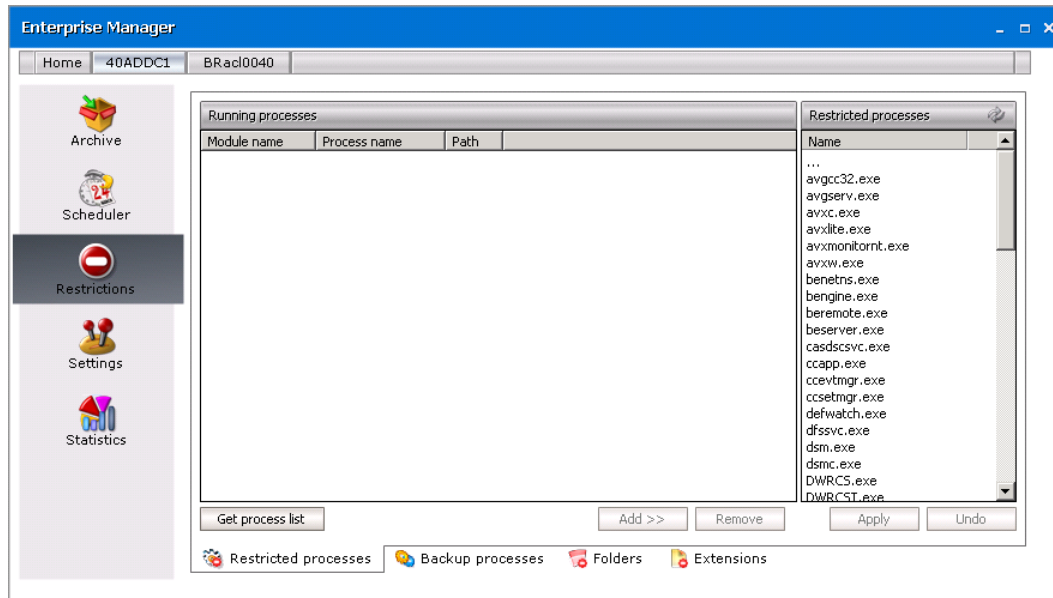 Enterprise Manager
Home 40ADDC1 BRacl0040
Archive
Scheduler
24
Restrictions
Settings
Statistics
Running processes
Module name Process name Path
Restricted processes
Name
...
avgcc32.exe
avgserv.exe
avxc.exe
avxlite.exe
avxmonitornt.exe
avxw.exe
benetns.exe
bengine.exe
beremote.exe
beserver.exe
casdscsvc.exe
ccapp.exe
ccevtmgr.exe
ccsetmgr.exe
defwatch.exe
dfssvc.exe
dsm.exe
dsmc.exe
DWRCS.exe
DWRCST.exe
Get process list Add >> Remove Apply Undo
Restricted processes Backup processes Folders Extensions